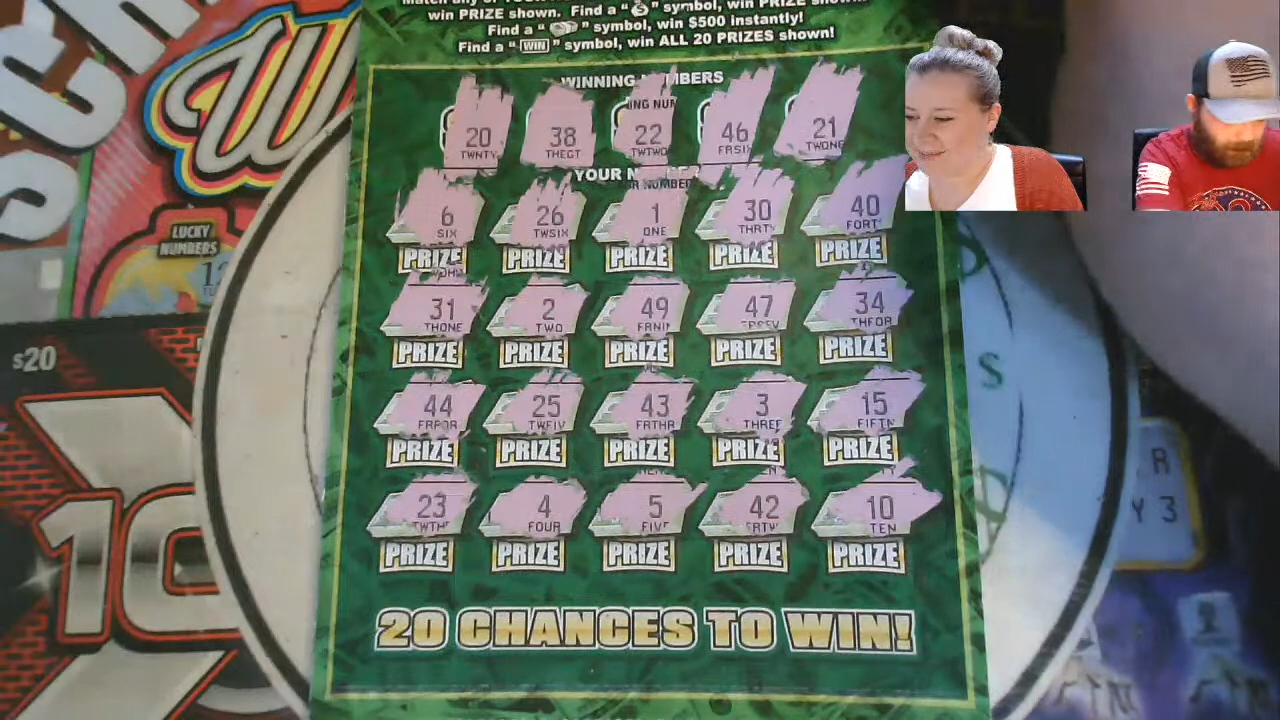 win PRIZE shown. Find a " " symbol, win PRIZE shown.
Find a " " symbol, win $500 instantly!
Find a "WIN" symbol, win ALL 20 PRIZES shown!
WINNING NUMBERS
20 38 22 46 21
TWNTY THEGT TWTWO FRSIX TWONE
YOUR NUMBERS
6 26 1 30 40
SIX TWSIX ONE THRTY FORTY
PRIZE PRIZE PRIZE PRIZE PRIZE
31 2 49 47 34
THONE TWO FRNIN FRSEV THFOR
PRIZE PRIZE PRIZE PRIZE PRIZE
44 25 43 3 15
FRFOR TWFIV FRTHR THREE FIFTN
PRIZE PRIZE PRIZE PRIZE PRIZE
23 4 5 42 10
TWTHR FOUR FIVE FRTWO TEN
PRIZE PRIZE PRIZE PRIZE PRIZE
20 CHANCES TO WIN!
LUCKY
NUMBERS
$20
10
R
Y 3
S